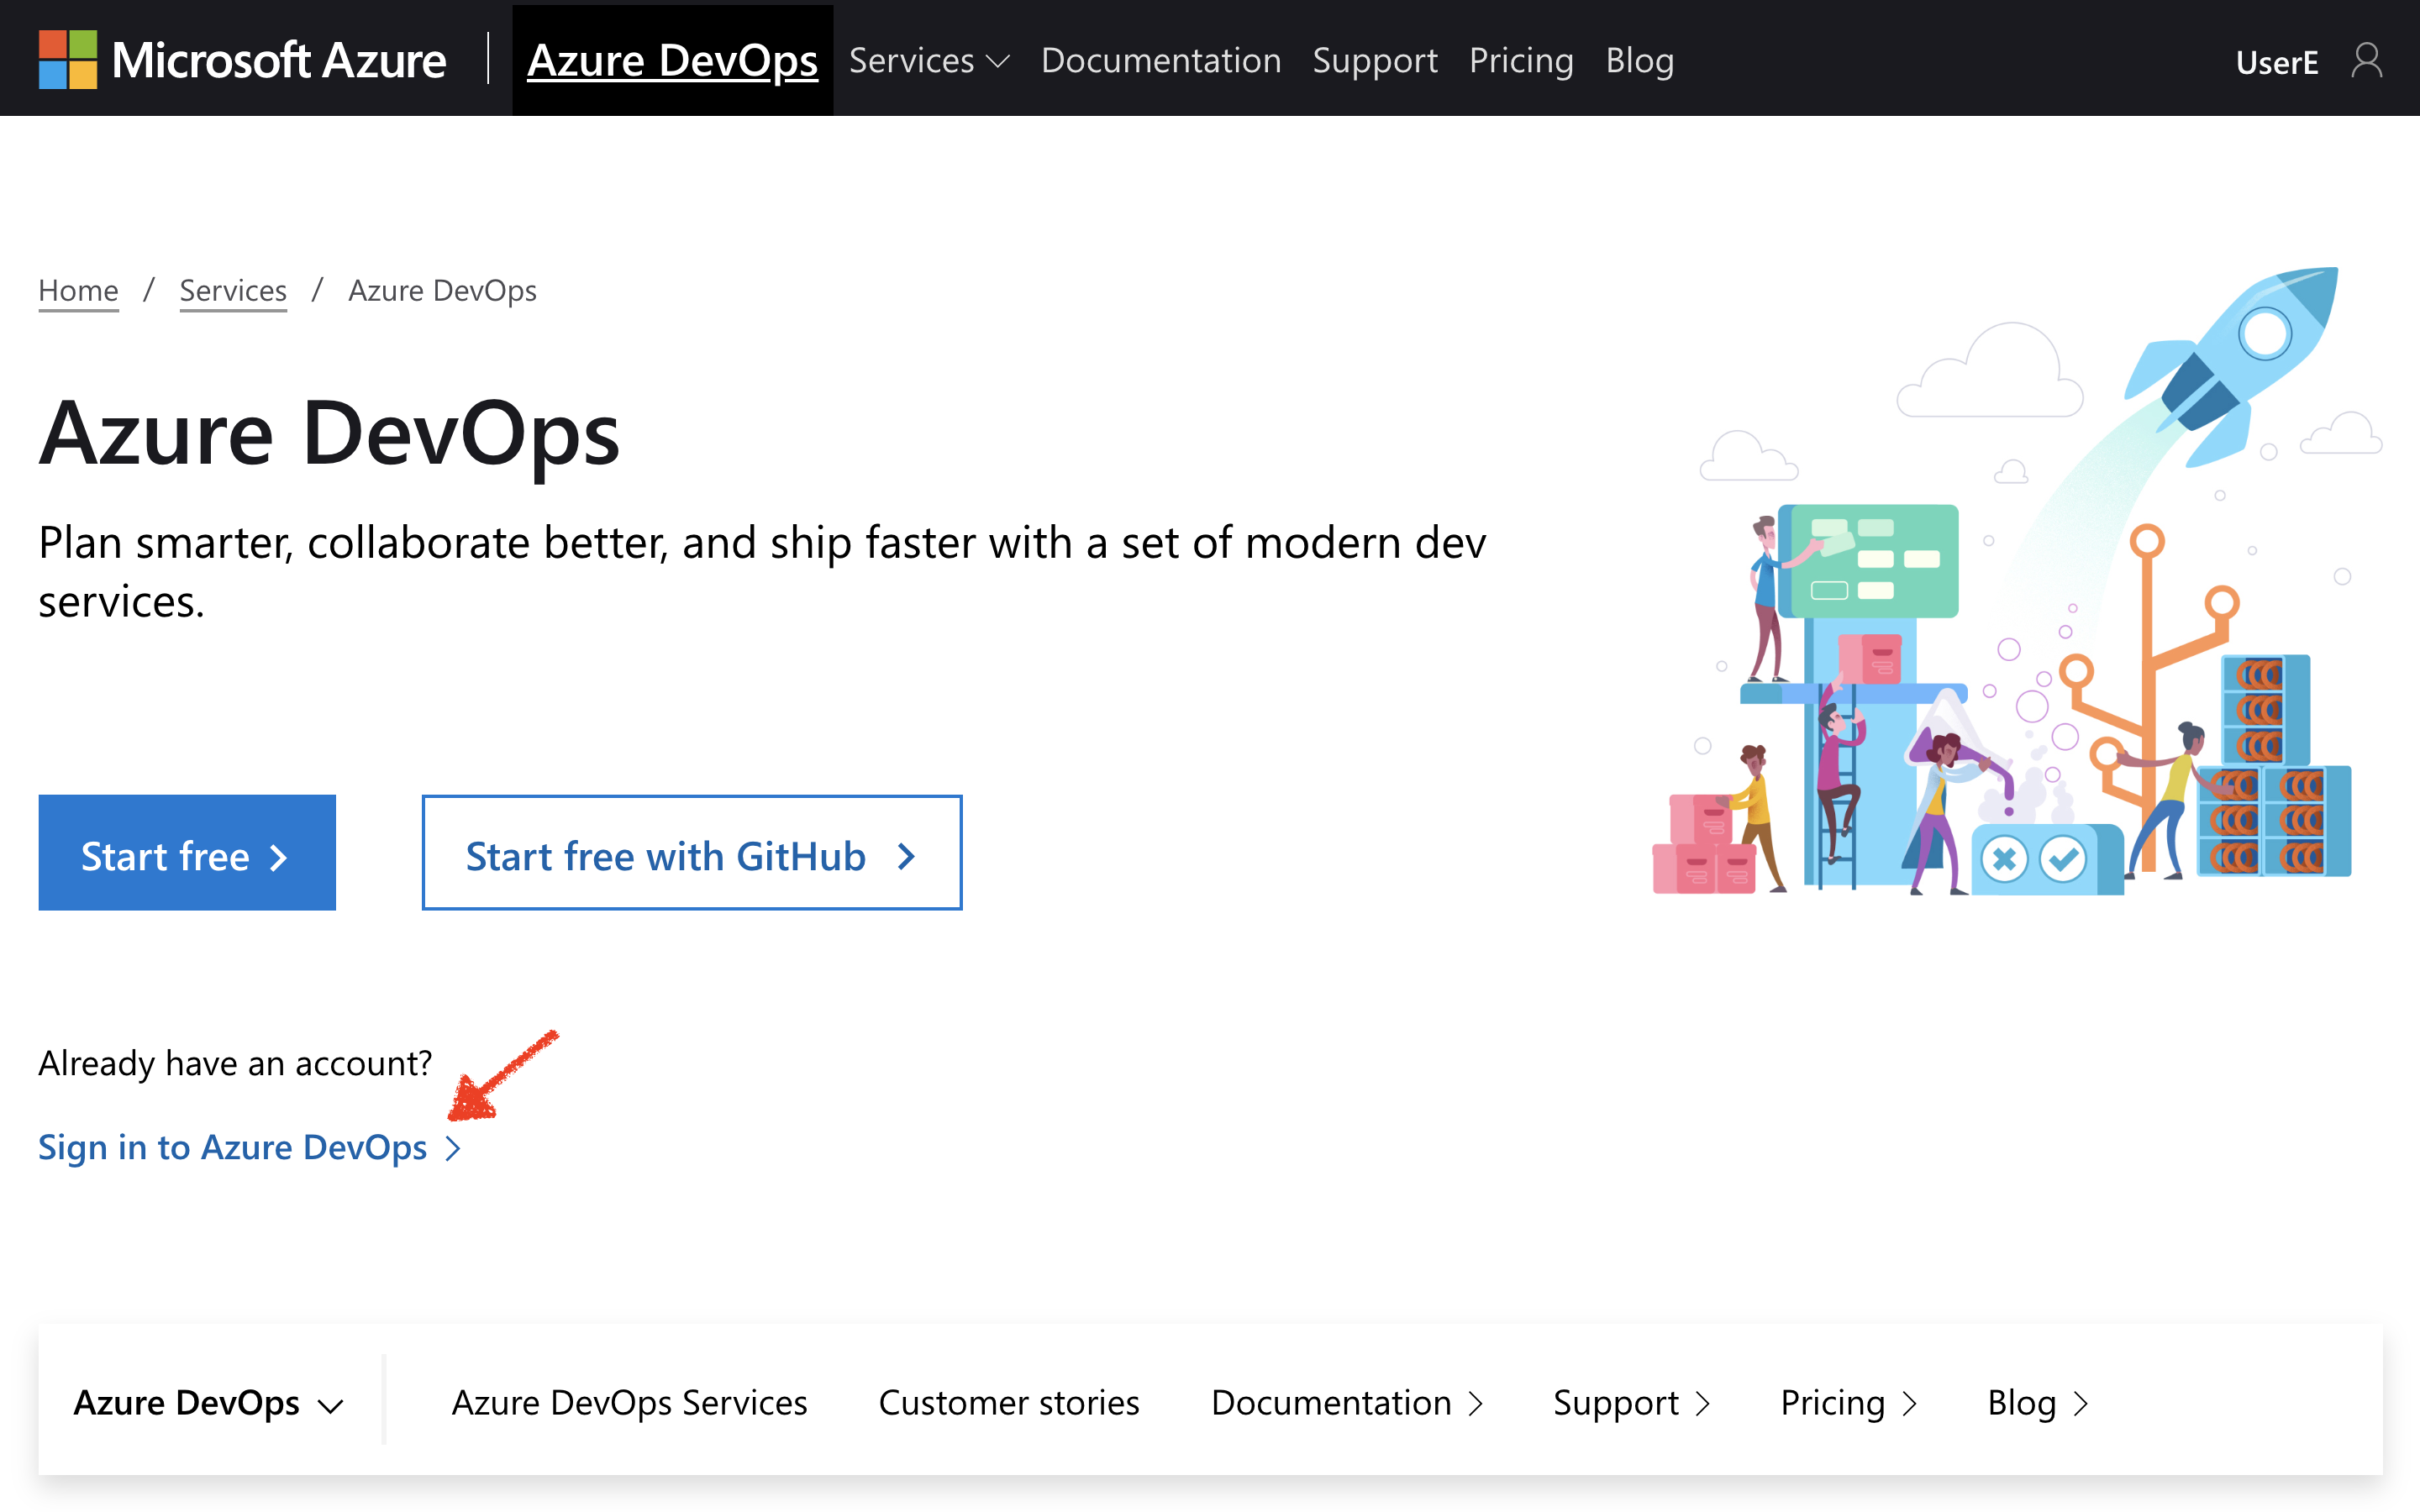 Microsoft Azure Azure DevOps Services Documentation Support Pricing Blog UserE
Home / Services / Azure DevOps
Azure DevOps
Plan smarter, collaborate better, and ship faster with a set of modern dev
services.
Start free Start free with GitHub
Already have an account?
Sign in to Azure DevOps
Azure DevOps Azure DevOps Services Customer stories Documentation Support Pricing Blog